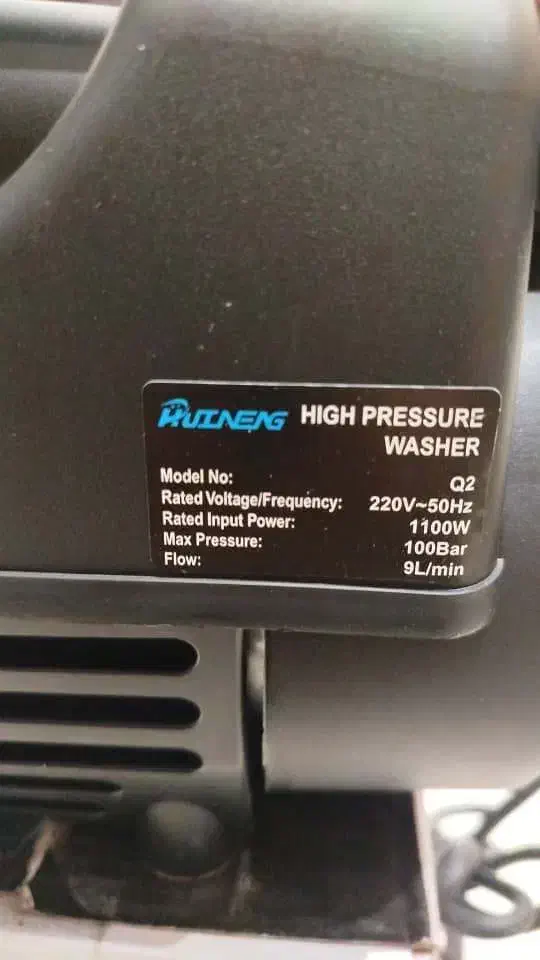 HUINENG HIGH PRESSURE
WASHER
Model No: Q2
Rated Voltage/Frequency: 220V~50Hz
Rated Input Power: 1100W
Max Pressure: 100Bar
Flow: 9L/min